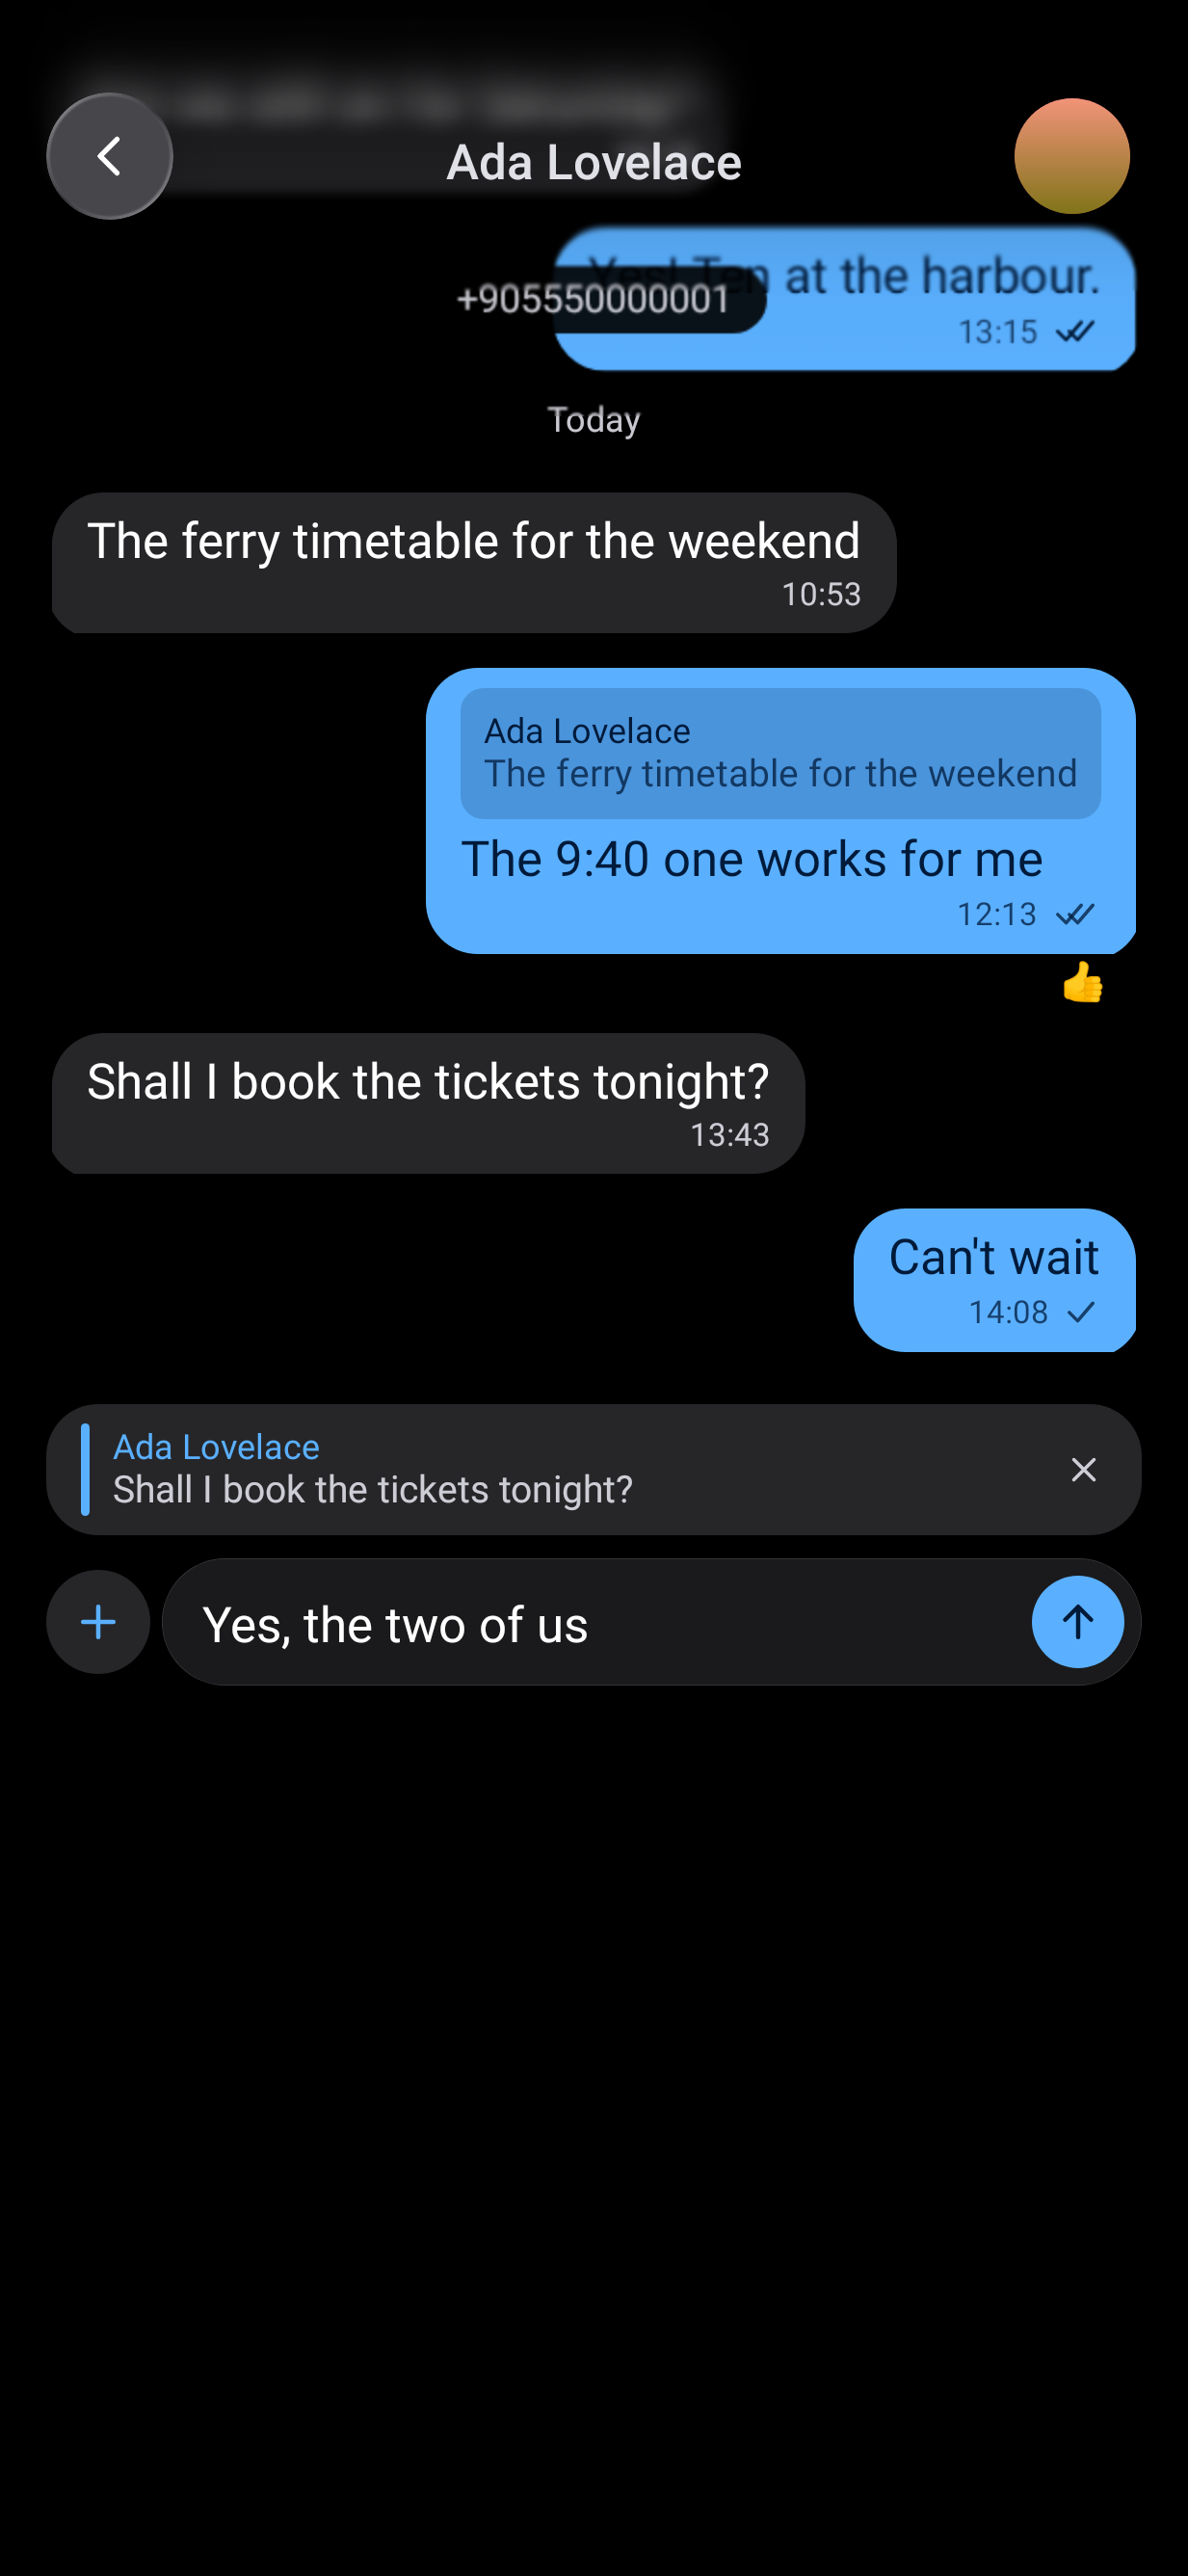 Ada Lovelace
Yes! Ten at the harbour.
+905550000001
13:15
Today
The ferry timetable for the weekend
10:53
Ada Lovelace
The ferry timetable for the weekend
The 9:40 one works for me
12:13
👍
Shall I book the tickets tonight?
13:43
Can't wait
14:08
Ada Lovelace
Shall I book the tickets tonight?
Yes, the two of us